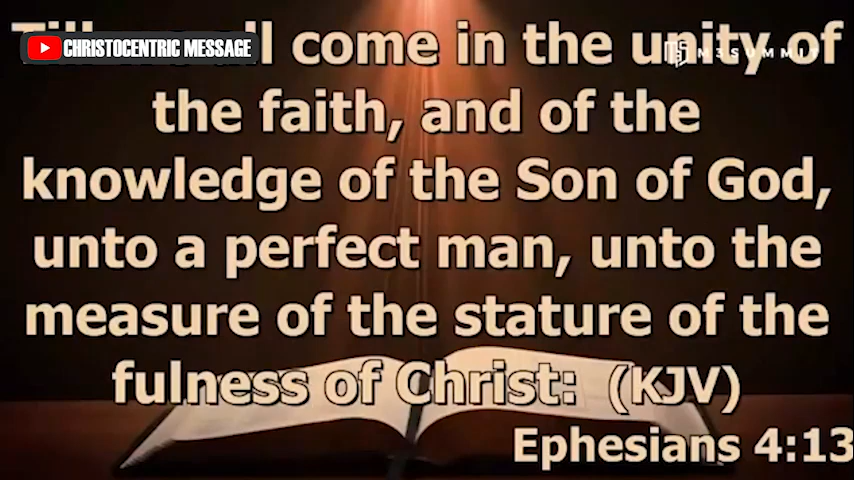 CHRISTOCENTRIC MESSAGE
M3SUMMIT
come in the unity of
the faith, and of the
knowledge of the Son of God,
unto a perfect man, unto the
measure of the stature of the
fulness of Christ: (KJV)
Ephesians 4:13